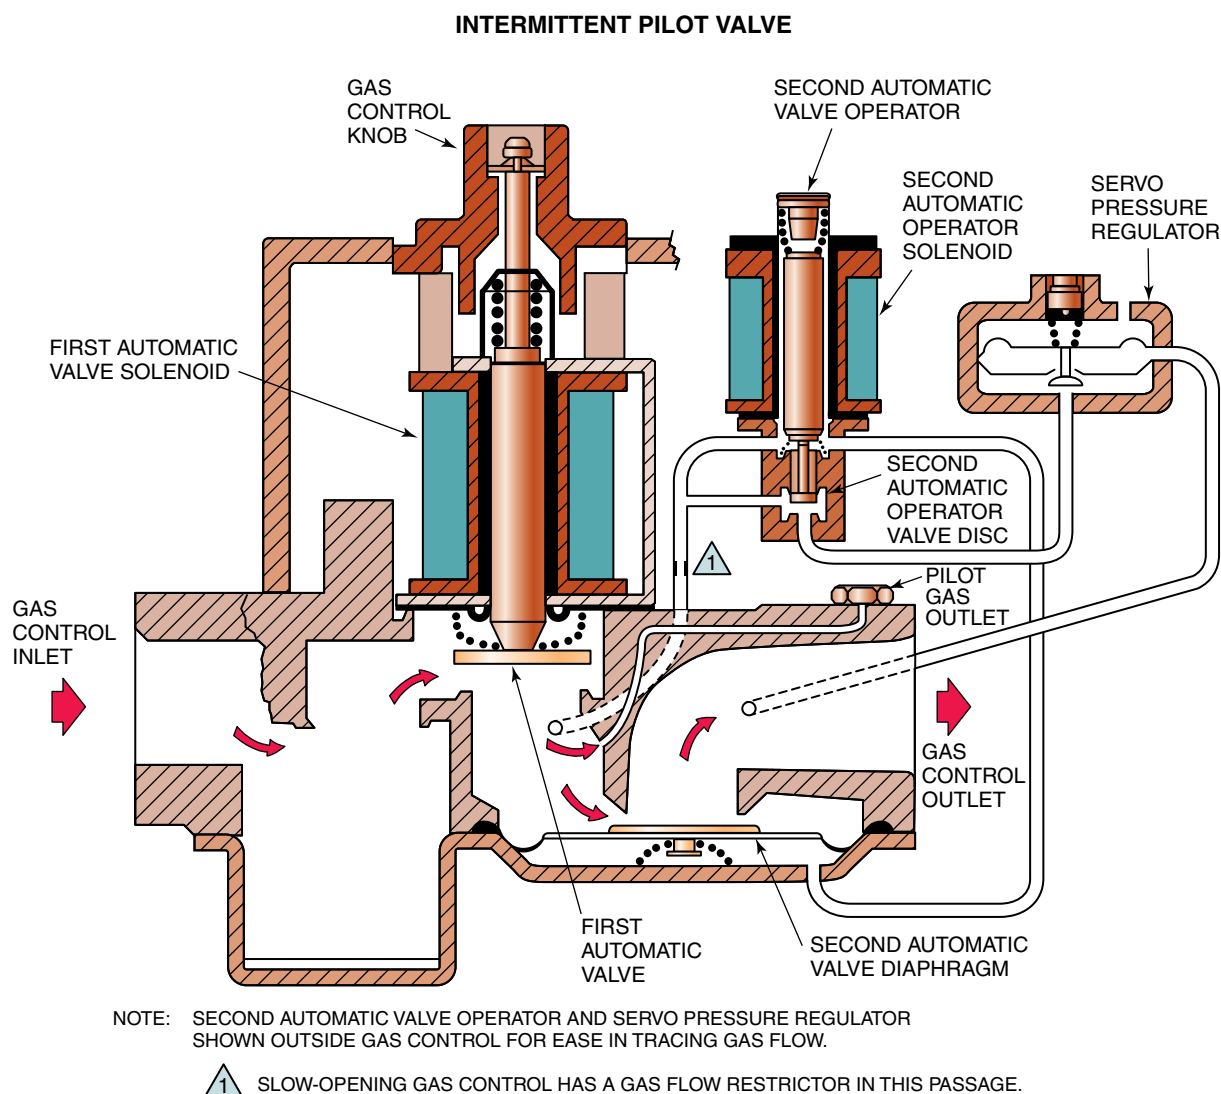 INTERMITTENT PILOT VALVE
GAS
CONTROL
KNOB
SECOND AUTOMATIC
VALVE OPERATOR
SECOND
AUTOMATIC
OPERATOR
SOLENOID
SERVO
PRESSURE
REGULATOR
FIRST AUTOMATIC
VALVE SOLENOID
SECOND
AUTOMATIC
OPERATOR
VALVE DISC
1
PILOT
GAS
OUTLET
GAS
CONTROL
INLET
GAS
CONTROL
OUTLET
FIRST
AUTOMATIC
VALVE
SECOND AUTOMATIC
VALVE DIAPHRAGM
NOTE: SECOND AUTOMATIC VALVE OPERATOR AND SERVO PRESSURE REGULATOR
SHOWN OUTSIDE GAS CONTROL FOR EASE IN TRACING GAS FLOW.
1 SLOW-OPENING GAS CONTROL HAS A GAS FLOW RESTRICTOR IN THIS PASSAGE.